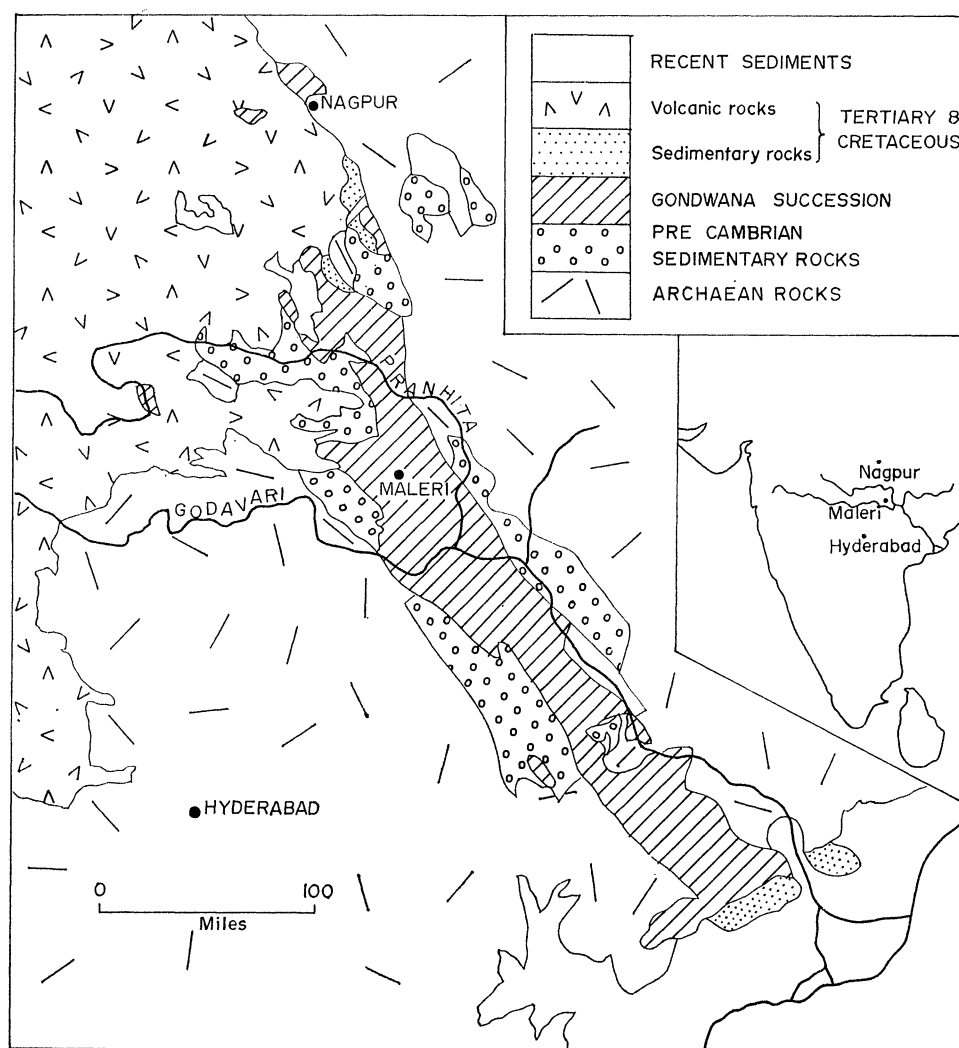 NAGPUR
RECENT SEDIMENTS
Volcanic rocks
Sedimentary rocks
TERTIARY &
CRETACEOUS
GONDWANA SUCCESSION
PRE CAMBRIAN
SEDIMENTARY ROCKS
ARCHAEAN ROCKS
PRANHITA
MALERI
GODAVARI
Nagpur
Maleri
Hyderabad
HYDERABAD
0 100
Miles